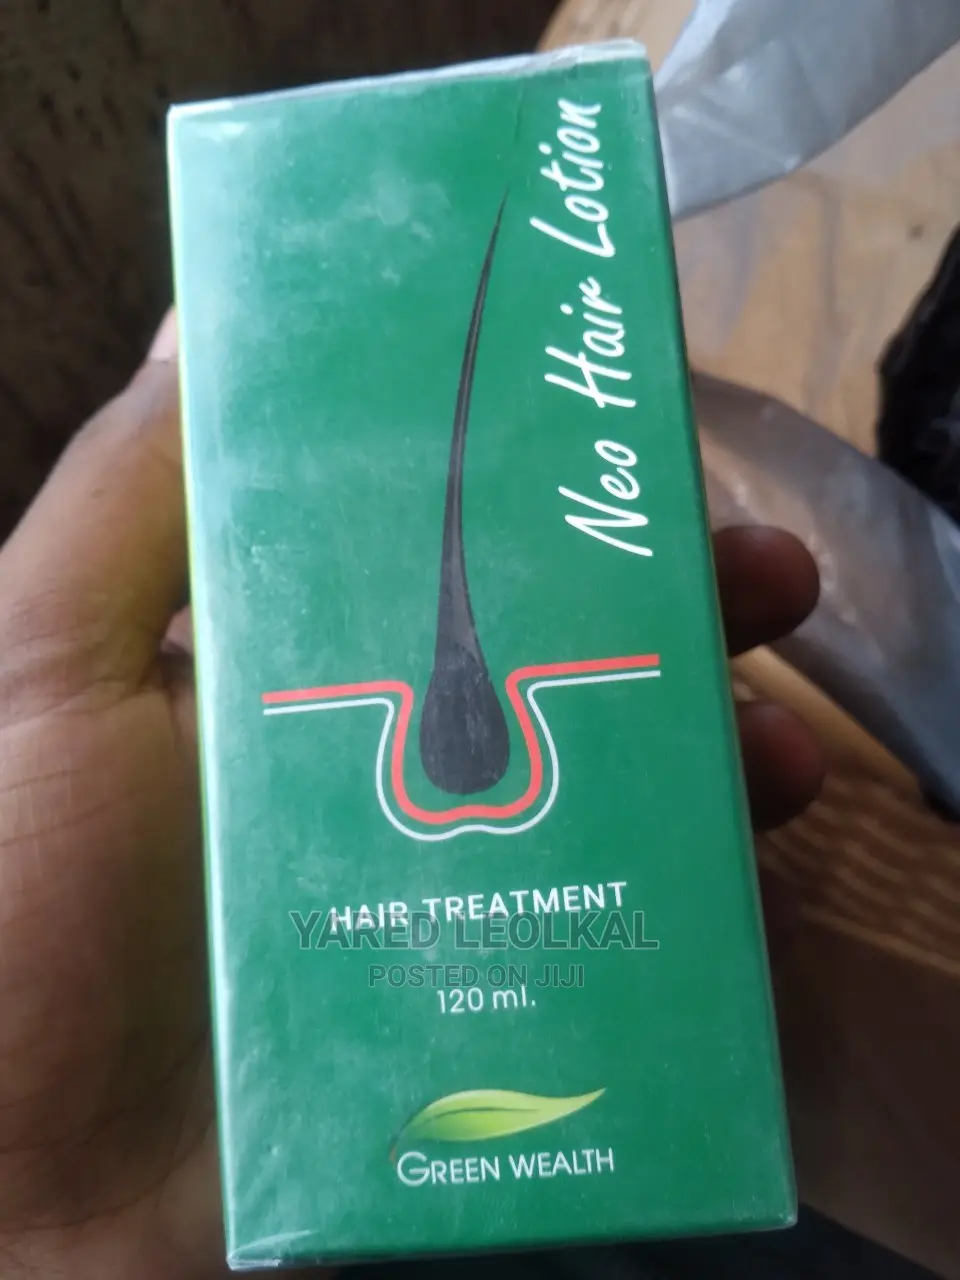 Neo Hair Lotion
HAIR TREATMENT
YARED LEOLKAL
POSTED ON JIJI
120 ml.
GREEN WEALTH